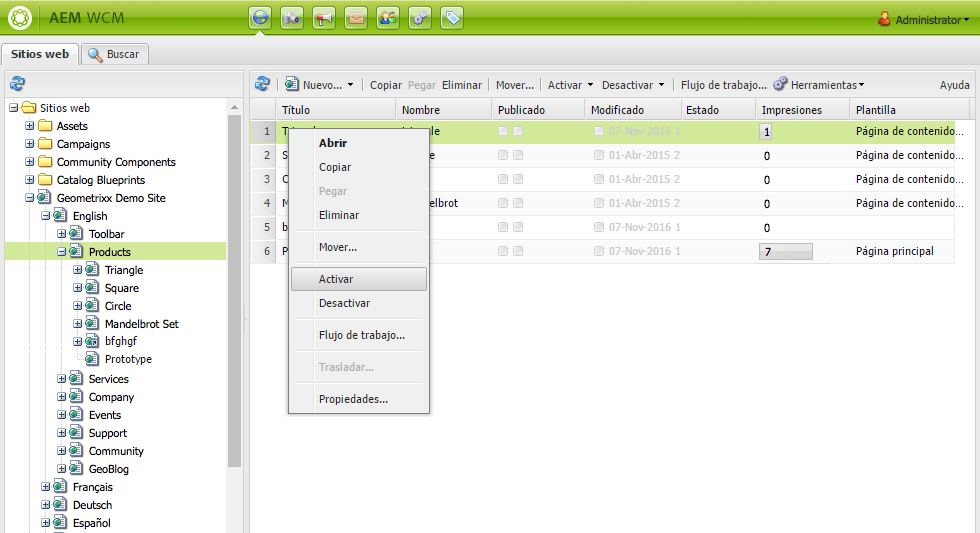 AEM WCM
Administrator
Sitios web
Buscar
Nuevo...
Copiar
Pegar
Eliminar
Mover...
Activar
Desactivar
Flujo de trabajo...
Herramientas
Ayuda
Sitios web
Assets
Campaigns
Community Components
Catalog Blueprints
Geometrixx Demo Site
English
Toolbar
Products
Triangle
Square
Circle
Mandelbrot Set
bfghgf
Prototype
Services
Company
Events
Support
Community
GeoBlog
Français
Deutsch
Español
Título Nombre Publicado Modificado Estado Impresiones Plantilla
1 07-Nov-2016 1 1 Página de contenido...
2 S e 01-Abr-2015 2 0 Página de contenido...
3 C 01-Abr-2015 2 0 Página de contenido...
4 M elbrot 01-Abr-2015 2 0 Página de contenido...
5 b 07-Nov-2016 1 0
6 P 07-Nov-2016 1 7 Página principal
Abrir
Copiar
Pegar
Eliminar
Mover...
Activar
Desactivar
Flujo de trabajo...
Trasladar...
Propiedades...